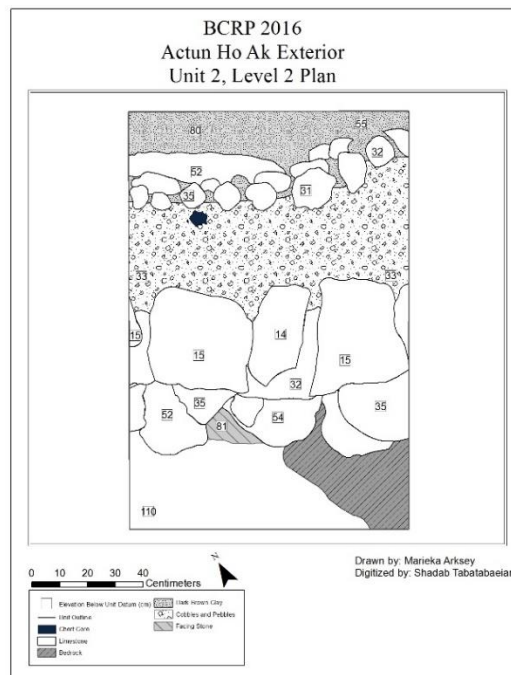 BCRP 2016
Actun Ho Ak Exterior
Unit 2, Level 2 Plan
80
55
32
52
35
31
33
33
15
14
15
15
32
35
52
54
35
81
110
N
0 10 20 30 40
Centimeters
Drawn by: Marieka Arksey
Digitized by: Shadab Tabatabaeian
Elevation Below Unit Datum (cm)
Unit Outline
Chert Core
Limestone
Bedrock
Dark Brown Clay
Cobbles and Pebbles
Facing Stone